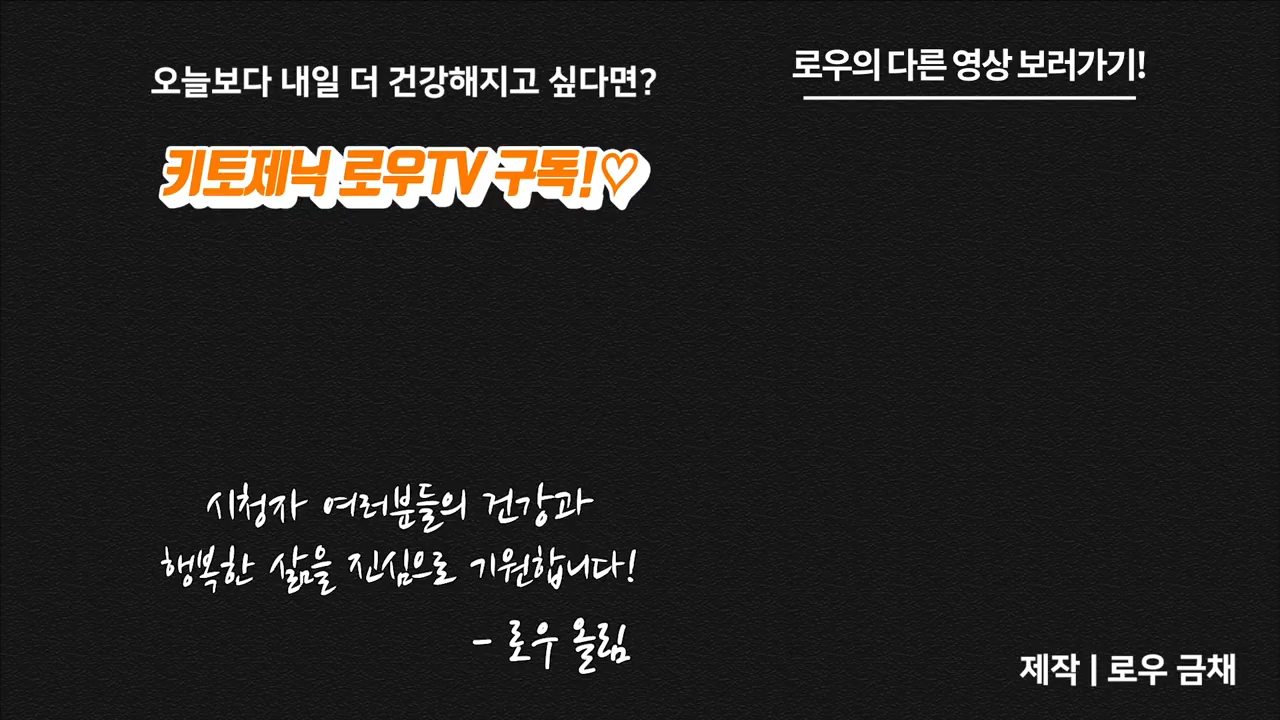 오늘보다 내일 더 건강해지고 싶다면?
키토제닉 로우TV 구독!♡
로우의 다른 영상 보러가기!
시청자 여러분들의 건강과
행복한 삶을 진심으로 기원합니다!
- 로우 올림
제작 | 로우 금채